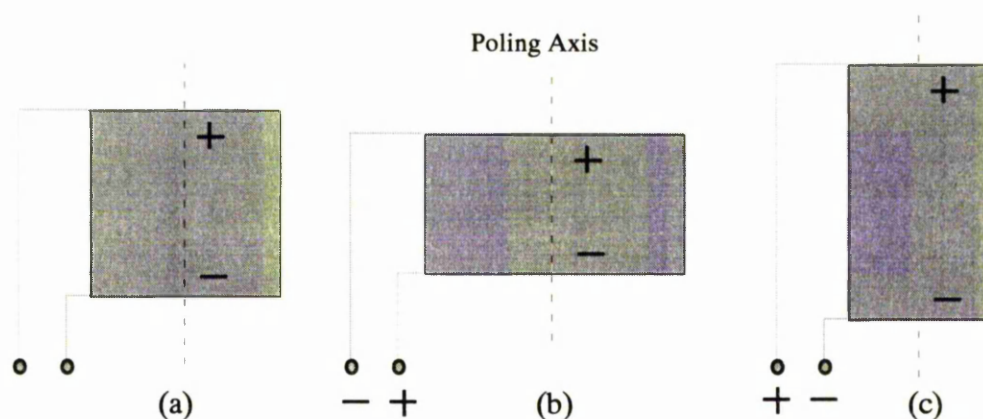 Poling Axis
+ + +
− − −
− + + −
(a) (b) (c)